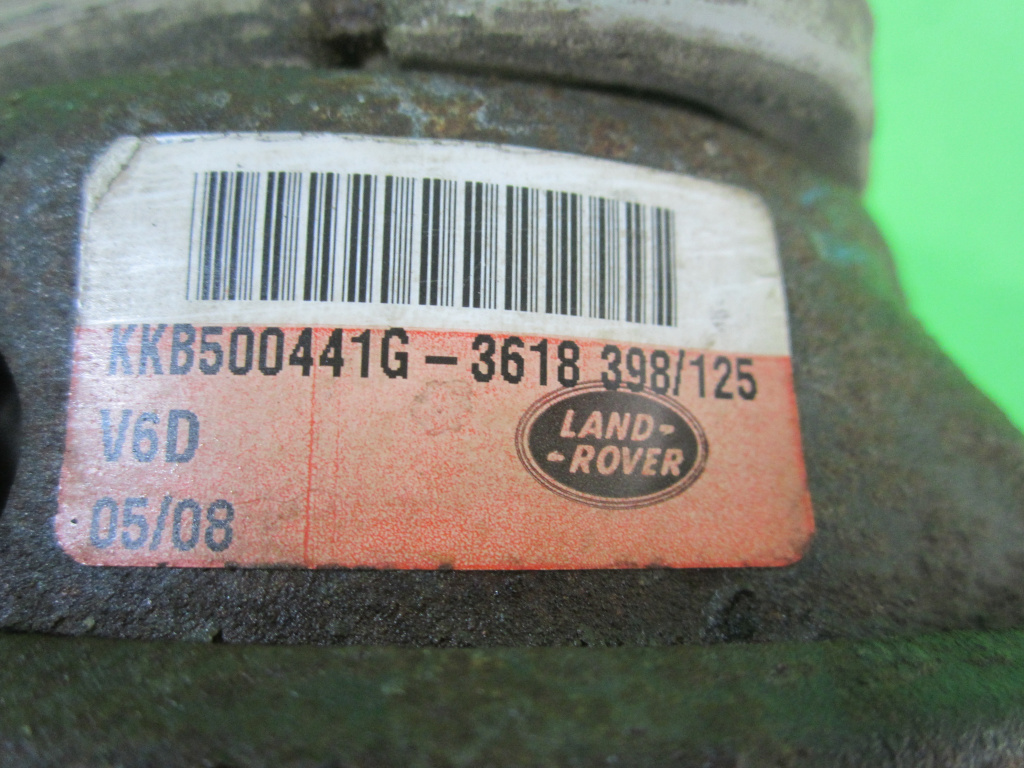 KKB500441G-3618 398/125
V6D
LAND-
-ROVER
05/08